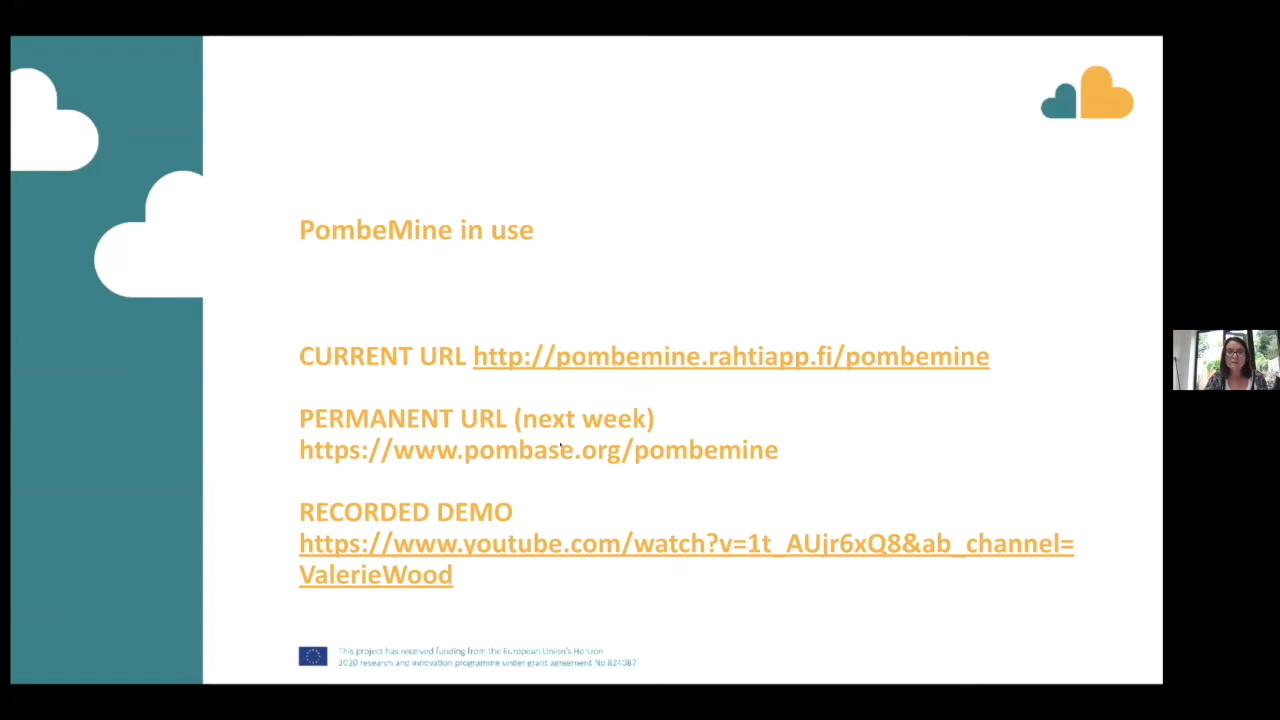 PombeMine in use
CURRENT URL http://pombemine.rahtiapp.fi/pombemine
PERMANENT URL (next week)
https://www.pombase.org/pombemine
RECORDED DEMO
https://www.youtube.com/watch?v=1t_AUjr6xQ8&ab_channel=
ValerieWood
This project has received funding from the European Union's Horizon
2020 research and innovation programme under grant agreement No 824087